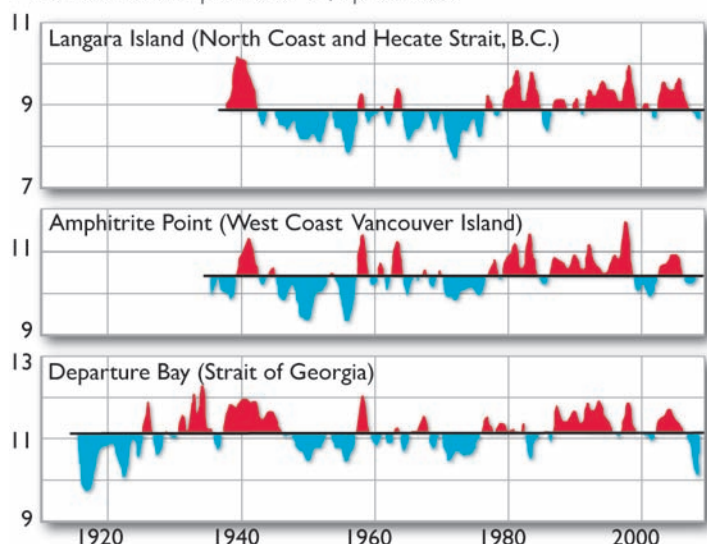 11
Langara Island (North Coast and Hecate Strait, B.C.)
9
7
Amphitrite Point (West Coast Vancouver Island)
11
9
13
Departure Bay (Strait of Georgia)
11
9
1920 1940 1960 1980 2000